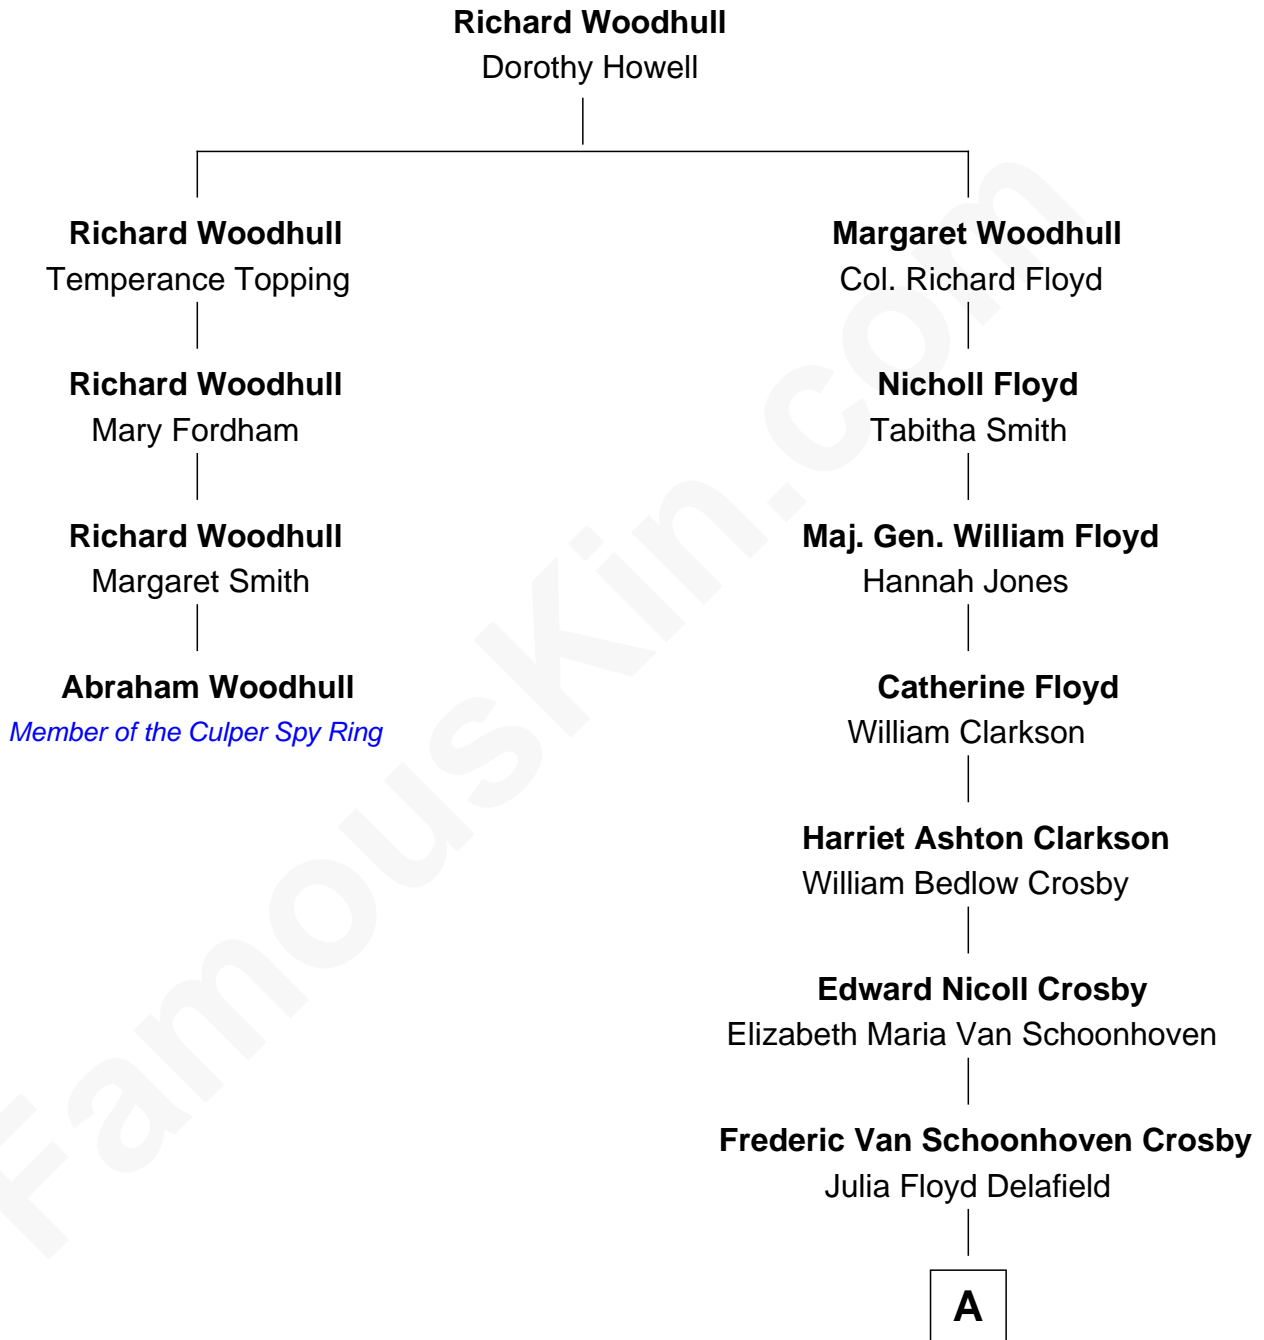 Richard Woodhull
Dorothy Howell
Richard Woodhull
Temperance Topping
Richard Woodhull
Mary Fordham
Richard Woodhull
Margaret Smith
Abraham Woodhull
Member of the Culper Spy Ring
Margaret Woodhull
Col. Richard Floyd
Nicholl Floyd
Tabitha Smith
Maj. Gen. William Floyd
Hannah Jones
Catherine Floyd
William Clarkson
Harriet Ashton Clarkson
William Bedlow Crosby
Edward Nicoll Crosby
Elizabeth Maria Van Schoonhoven
Frederic Van Schoonhoven Crosby
Julia Floyd Delafield
A
FamousKin.com